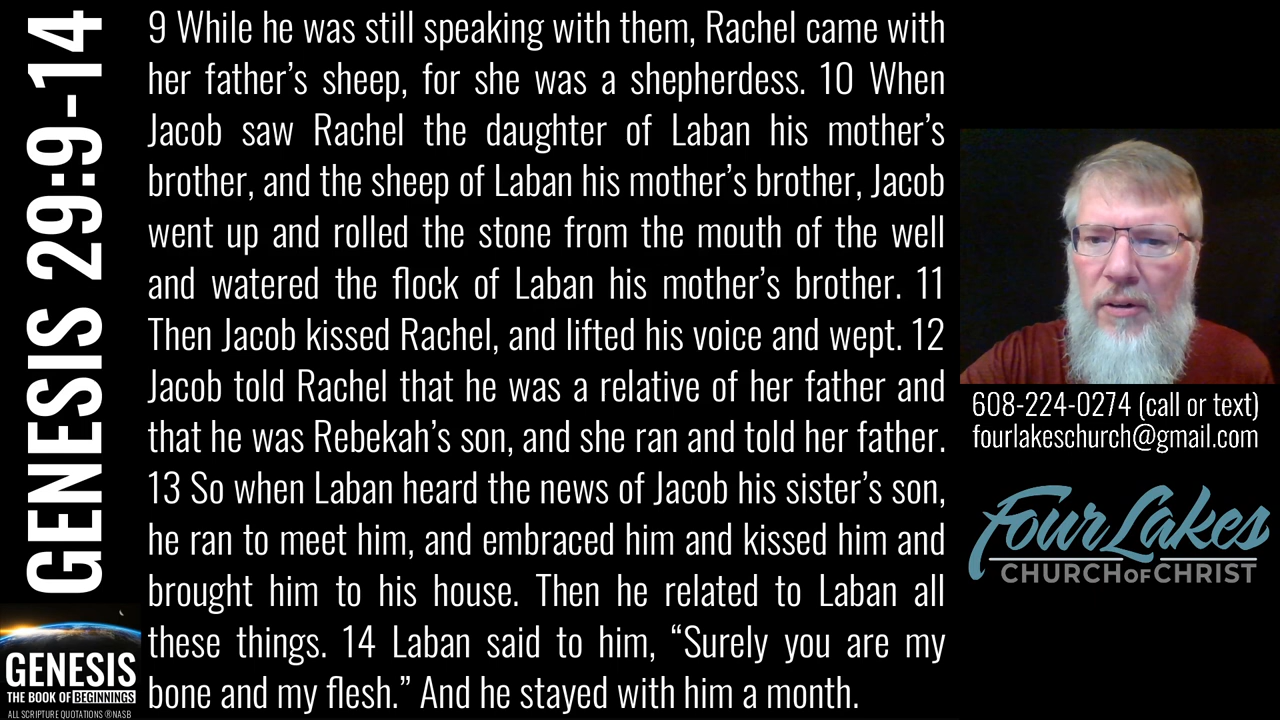 GENESIS 29:9-14
9 While he was still speaking with them, Rachel came with
her father’s sheep, for she was a shepherdess. 10 When
Jacob saw Rachel the daughter of Laban his mother’s
brother, and the sheep of Laban his mother’s brother, Jacob
went up and rolled the stone from the mouth of the well
and watered the flock of Laban his mother’s brother. 11
Then Jacob kissed Rachel, and lifted his voice and wept. 12
Jacob told Rachel that he was a relative of her father and
that he was Rebekah’s son, and she ran and told her father.
13 So when Laban heard the news of Jacob his sister’s son,
he ran to meet him, and embraced him and kissed him and
brought him to his house. Then he related to Laban all
these things. 14 Laban said to him, “Surely you are my
bone and my flesh.” And he stayed with him a month.
608-224-0274 (call or text)
fourlakeschurch@gmail.com
Four Lakes
CHURCH OF CHRIST
GENESIS
THE BOOK OF BEGINNINGS
ALL SCRIPTURE QUOTATIONS ®NASB